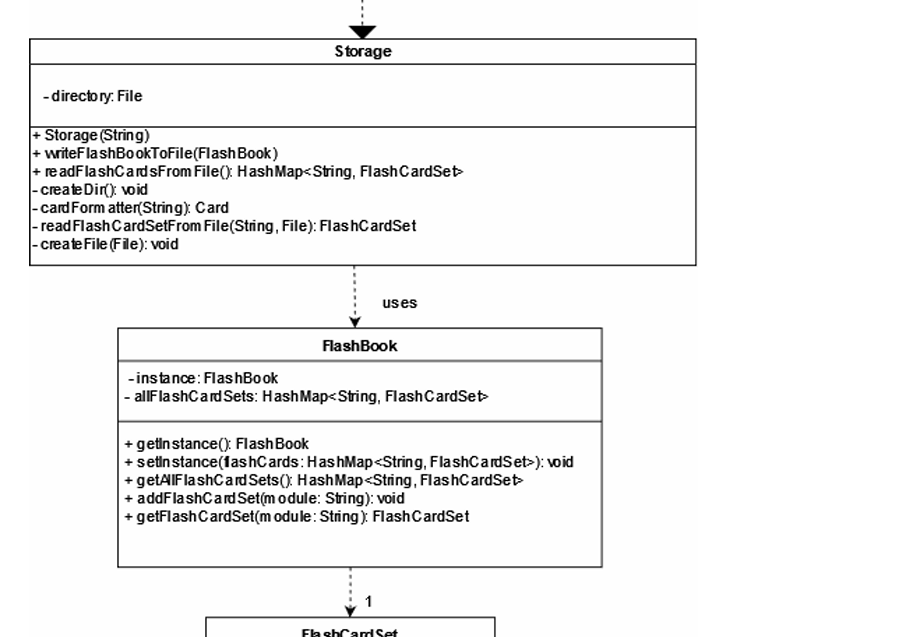 Storage
- directory: File
+ Storage(String)
+ writeFlashBookToFile(FlashBook)
+ readFlashCardsFromFile(): HashMap<String, FlashCardSet>
- createDir(): void
- cardFormatter(String): Card
- readFlashCardSetFromFile(String, File): FlashCardSet
- createFile(File): void
uses
FlashBook
- instance: FlashBook
- allFlashCardSets: HashMap<String, FlashCardSet>
+ getInstance(): FlashBook
+ setInstance(flashCards: HashMap<String, FlashCardSet>): void
+ getAllFlashCardSets(): HashMap<String, FlashCardSet>
+ addFlashCardSet(module: String): void
+ getFlashCardSet(module: String): FlashCardSet
1
FlashCardSet